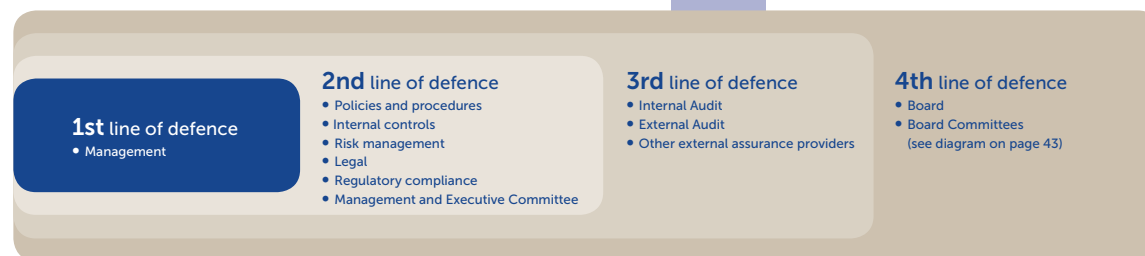 1st line of defence
• Management
2nd line of defence
• Policies and procedures
• Internal controls
• Risk management
• Legal
• Regulatory compliance
• Management and Executive Committee
3rd line of defence
• Internal Audit
• External Audit
• Other external assurance providers
4th line of defence
• Board
• Board Committees
(see diagram on page 43)